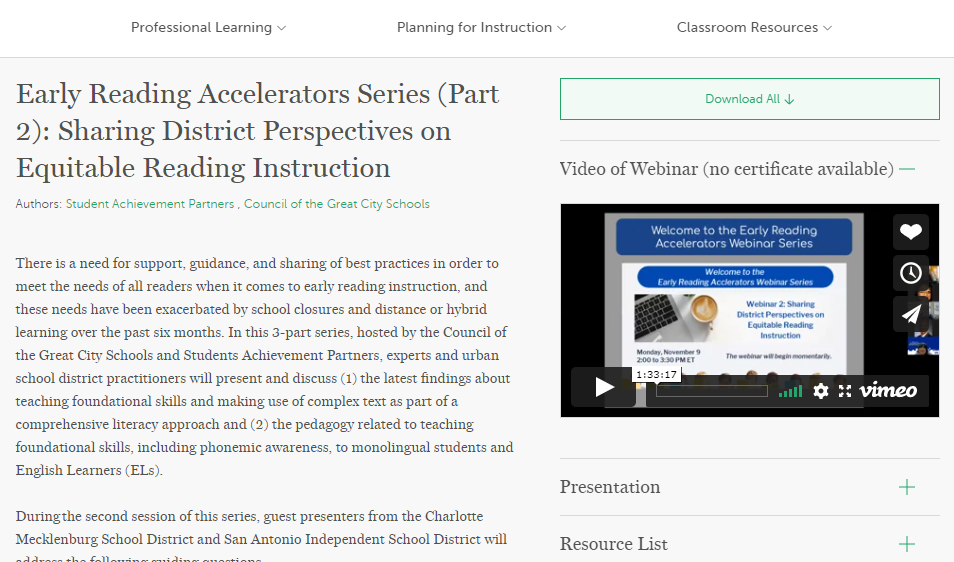 Professional Learning
Planning for Instruction
Classroom Resources
Early Reading Accelerators Series (Part
2): Sharing District Perspectives on
Equitable Reading Instruction
Authors: Student Achievement Partners , Council of the Great City Schools
There is a need for support, guidance, and sharing of best practices in order to
meet the needs of all readers when it comes to early reading instruction, and
these needs have been exacerbated by school closures and distance or hybrid
learning over the past six months. In this 3-part series, hosted by the Council of
the Great City Schools and Students Achievement Partners, experts and urban
school district practitioners will present and discuss (1) the latest findings about
teaching foundational skills and making use of complex text as part of a
comprehensive literacy approach and (2) the pedagogy related to teaching
foundational skills, including phonemic awareness, to monolingual students and
English Learners (ELs).
During the second session of this series, guest presenters from the Charlotte
Mecklenburg School District and San Antonio Independent School District will
address the following guiding questions
Download All ↓
Video of Webinar (no certificate available)
Welcome to the Early Reading
Accelerators Webinar Series
Welcome to the
Early Reading Acclerators Webinar Series
Webinar 2: Sharing
District Perspectives on
Equitable Reading
Instruction
Monday, November 9
2:00 to 3:30 PM ET
The webinar will begin momentarily.
1:33:17
vimeo
Presentation
Resource List